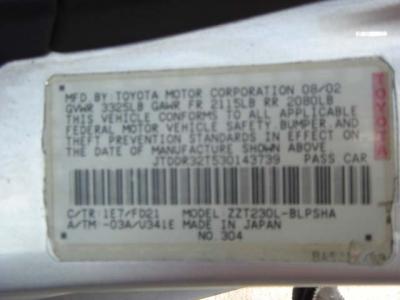 MFD BY TOYOTA MOTOR CORPORATION 08/02
GVWR 3325LB GAWR FR 2115LB RR 2080LB
THIS VEHICLE CONFORMS TO ALL APPLICABLE
FEDERAL MOTOR VEHICLE SAFETY BUMPER, AND
THEFT PREVENTION STANDARDS IN EFFECT ON
THE DATE OF MANUFACTURE SHOWN ABOVE.
JTDDR32T530143739 PASS CAR
TOYOTA
C/TR:1E7/FD21 MODEL:ZZT230L-BLPSHA
A/TM:-03A/U341E MADE IN JAPAN
NO.304